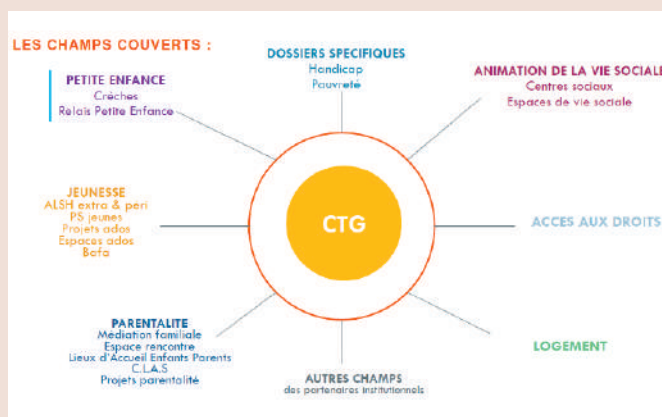 LES CHAMPS COUVERTS :
DOSSIERS SPECIFIQUES
Handicap
Pauvreté
PETITE ENFANCE
Crèches
Relais Petite Enfance
ANIMATION DE LA VIE SOCIALE
Centres sociaux
Espaces de vie sociale
JEUNESSE
ALSH extra & peri
PS jeunes
Projets ados
Espaces ados
Bafa
CTG
ACCES AUX DROITS
PARENTALITE
Médiation familiale
Espace rencontre
Lieux d'Accueil Enfants Parents
C.L.A.S
Projets parentalité
AUTRES CHAMPS
des partenaires institutionnels
LOGEMENT